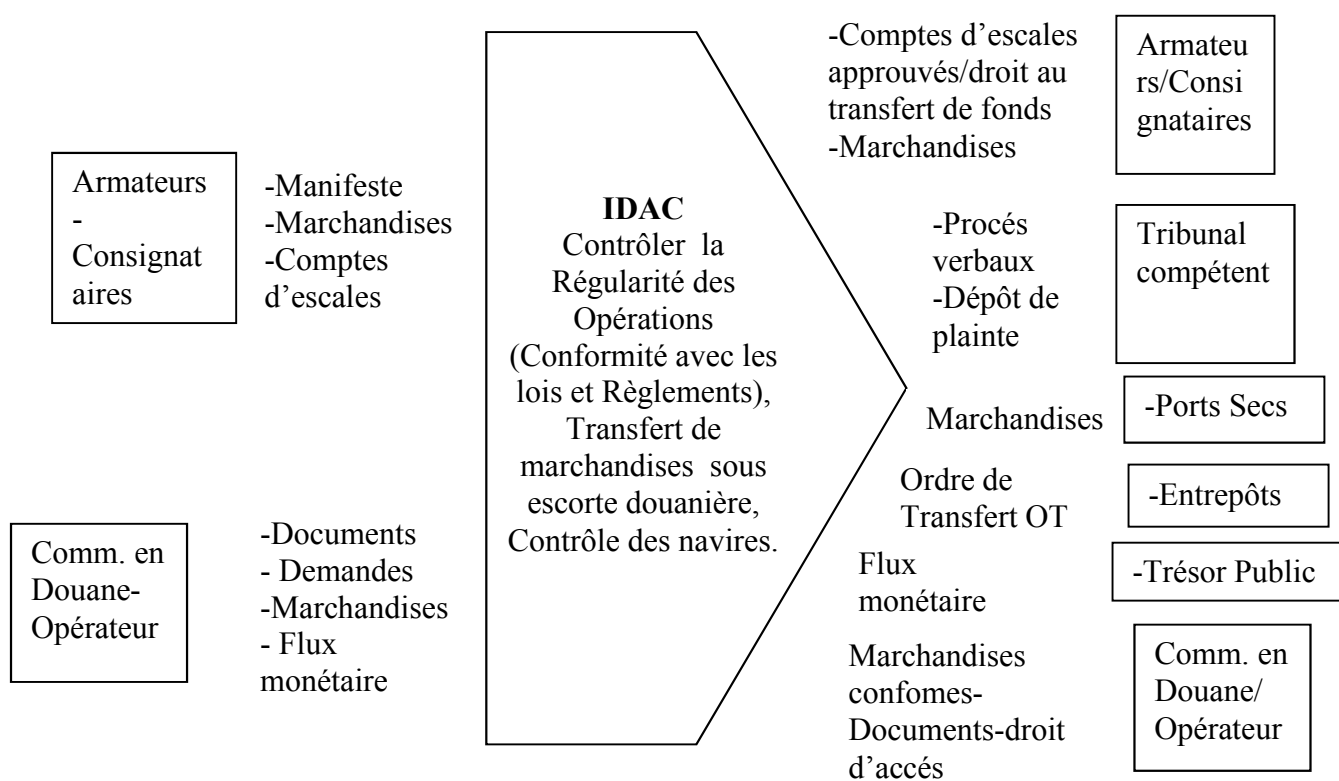 Armateurs
-
Consignat
aires
-Manifeste
-Marchandises
-Comptes
d’escales
Comm. en
Douane-
Opérateur
-Documents
- Demandes
-Marchandises
- Flux
monétaire
IDAC
Contrôler la
Régularité des
Opérations
(Conformité avec les
lois et Règlements),
Transfert de
marchandises sous
escorte douanière,
Contrôle des navires.
-Comptes d’escales
approuvés/droit au
transfert de fonds
-Marchandises
Armateu
rs/Consi
gnataires
-Procés
verbaux
-Dépôt de
plainte
Tribunal
compétent
Marchandises
-Ports Secs
Ordre de
Transfert OT
-Entrepôts
Flux
monétaire
-Trésor Public
Marchandises
confomes-
Documents-droit
d’accés
Comm. en
Douane/
Opérateur